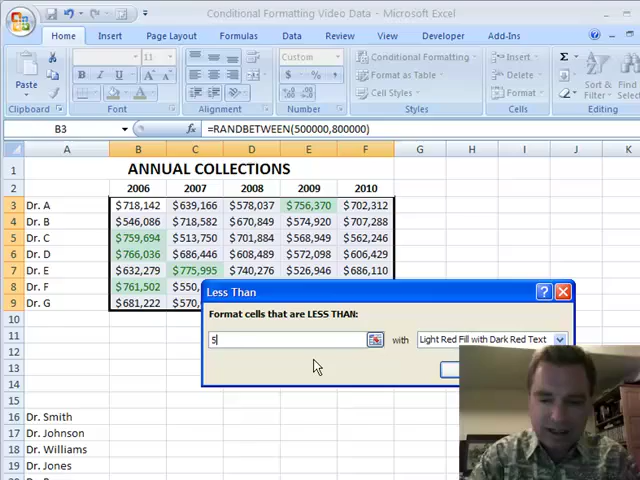 Conditional Formatting Video Data - Microsoft Excel
Home Insert Page Layout Formulas Data Review View Developer Add-Ins
Paste
B I U
11
Custom
$ % ,
Conditional Formatting
Format as Table
Cell Styles
Insert
Delete
Format
Σ
Sort &
Filter
Find &
Select
Clipboard Font Alignment Number Styles Cells Editing
B3 fx =RANDBETWEEN(500000,800000)
A B C D E F G H I J K
1 ANNUAL COLLECTIONS
2 2006 2007 2008 2009 2010
3 Dr. A $718,142 $639,166 $578,037 $756,370 $702,312
4 Dr. B $546,086 $718,582 $670,849 $574,920 $707,288
5 Dr. C $759,694 $513,750 $701,884 $568,949 $562,246
6 Dr. D $766,036 $686,446 $608,489 $572,098 $606,429
7 Dr. E $632,279 $775,995 $740,276 $526,946 $686,110
8 Dr. F $761,502 $550,
9 Dr. G $681,222 $570,
10
11
12
13
14
15
16 Dr. Smith
17 Dr. Johnson
18 Dr. Williams
19 Dr. Jones
20
Less Than
Format cells that are LESS THAN:
5 with Light Red Fill with Dark Red Text